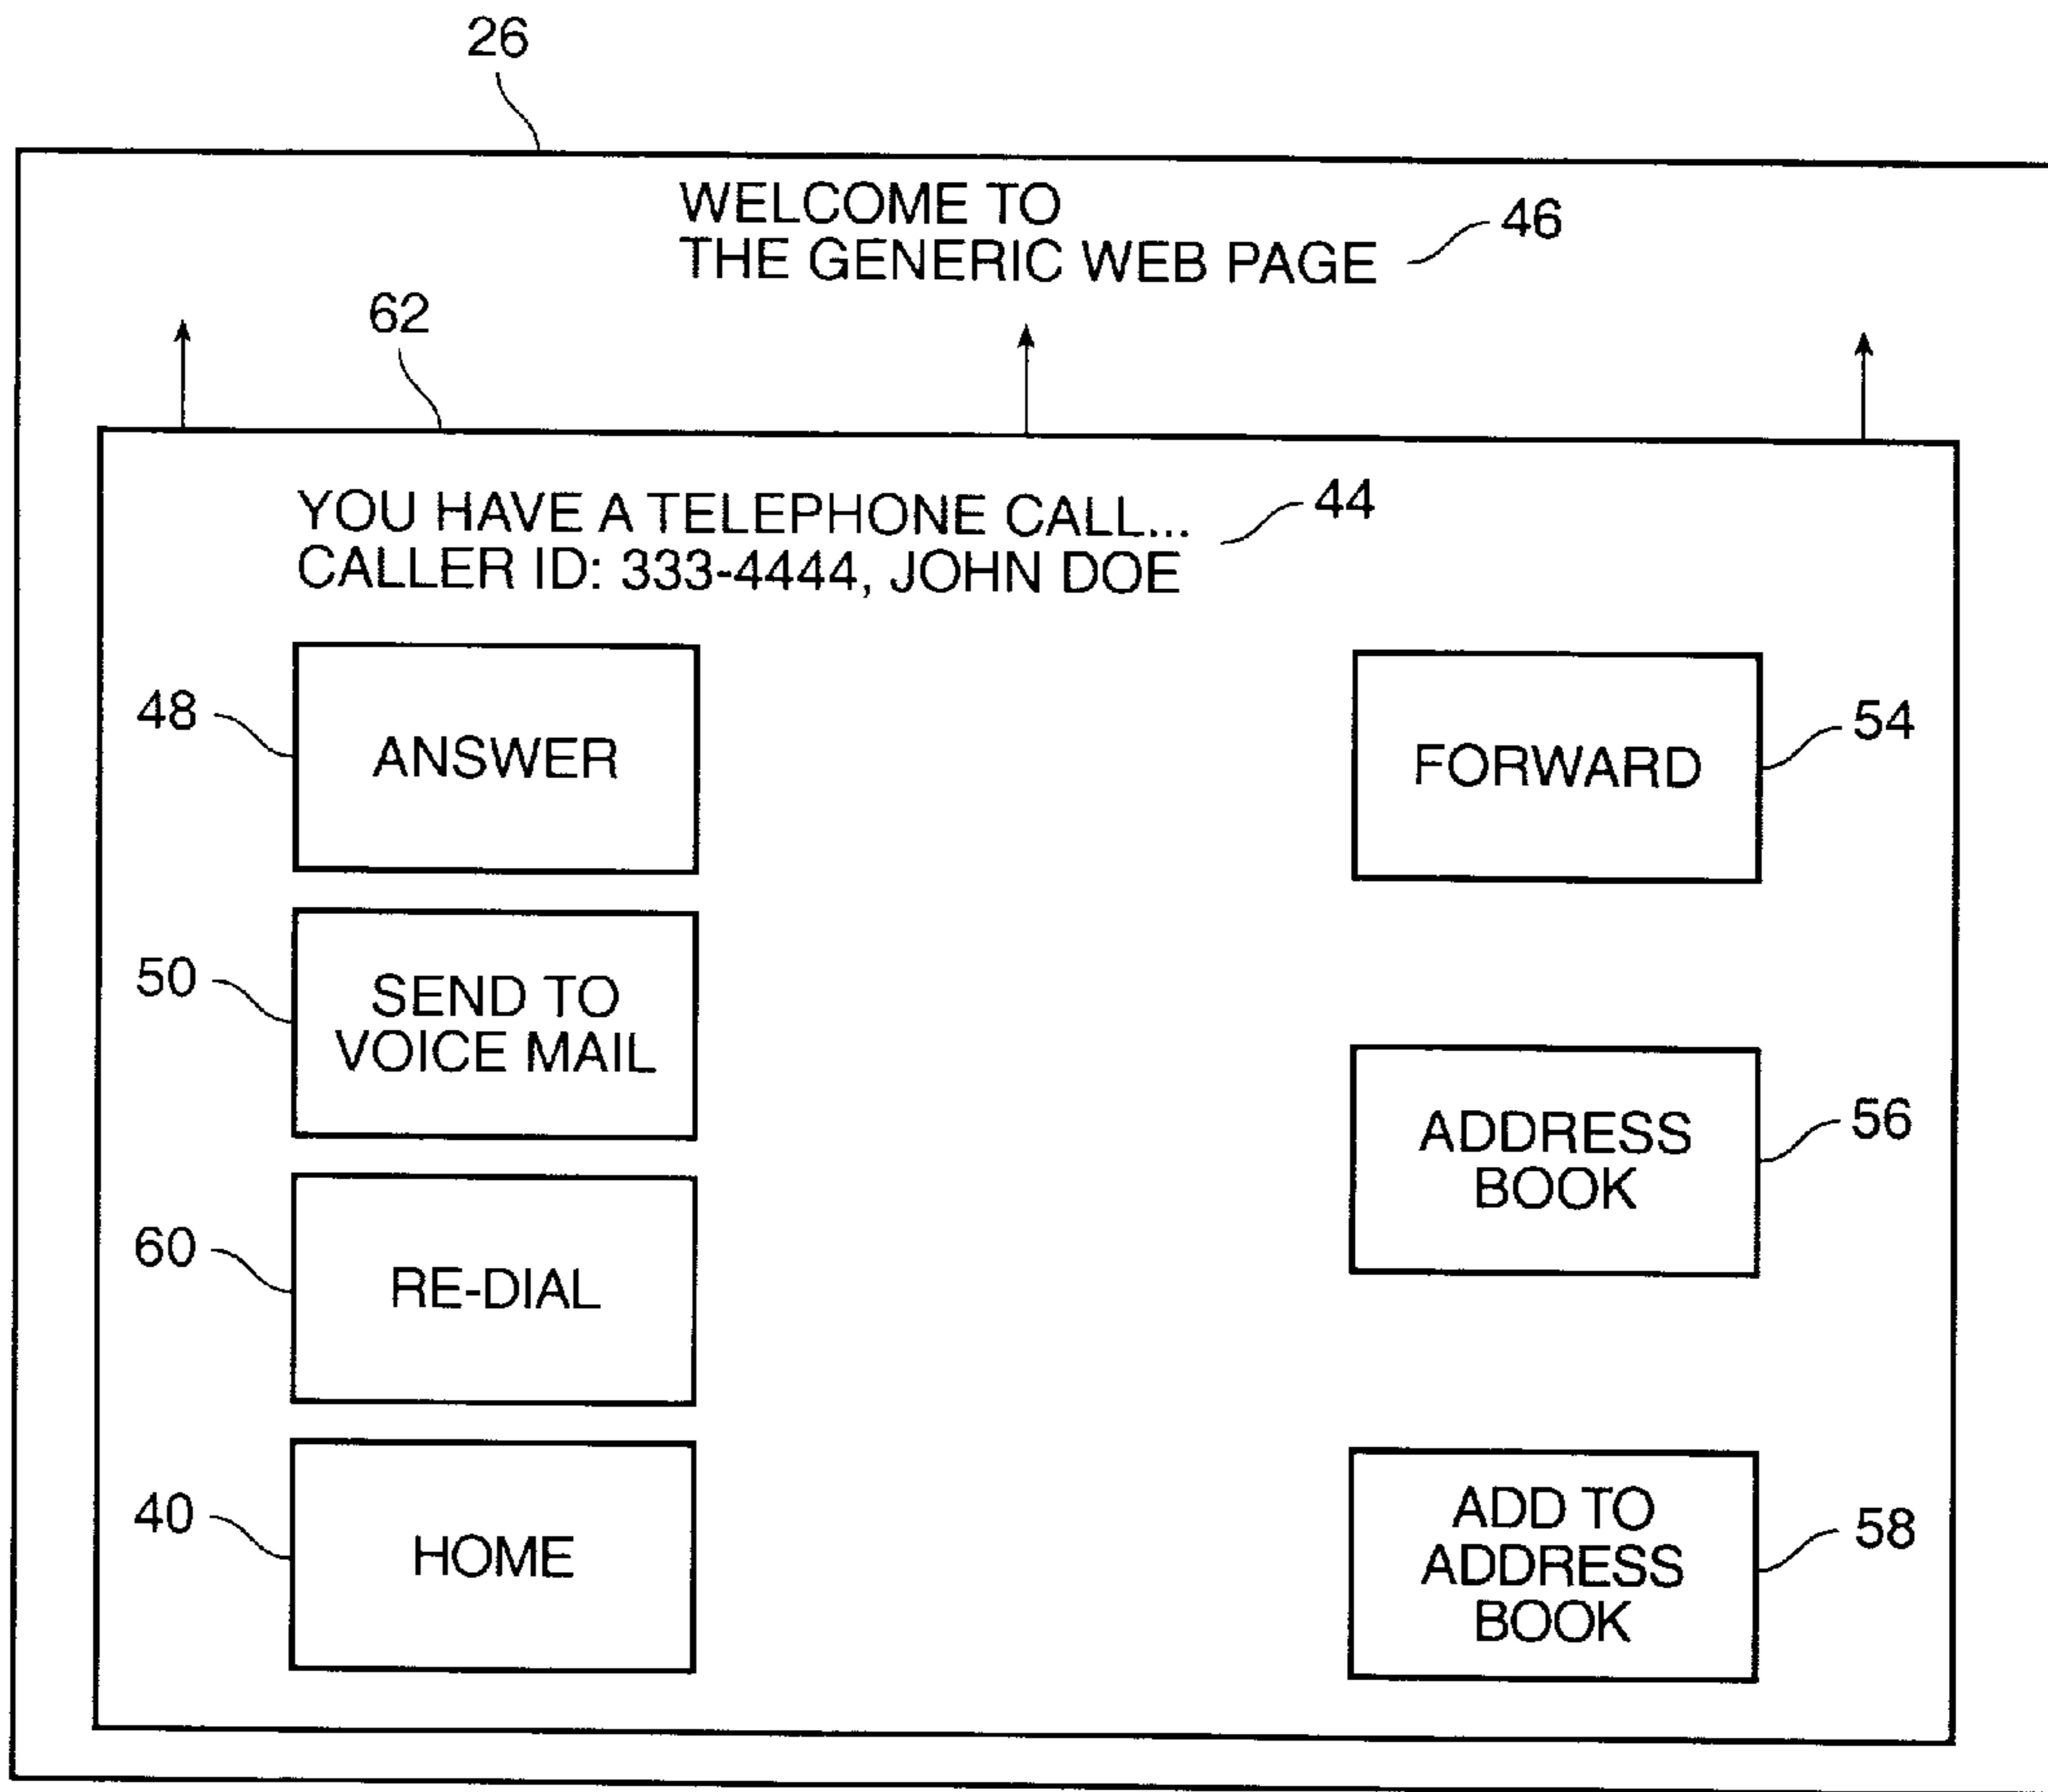 26
WELCOME TO
THE GENERIC WEB PAGE
46
62
YOU HAVE A TELEPHONE CALL...
CALLER ID: 333-4444, JOHN DOE
44
48
ANSWER
FORWARD
54
50
SEND TO
VOICE MAIL
ADDRESS
BOOK
56
60
RE-DIAL
40
HOME
ADD TO
ADDRESS
BOOK
58